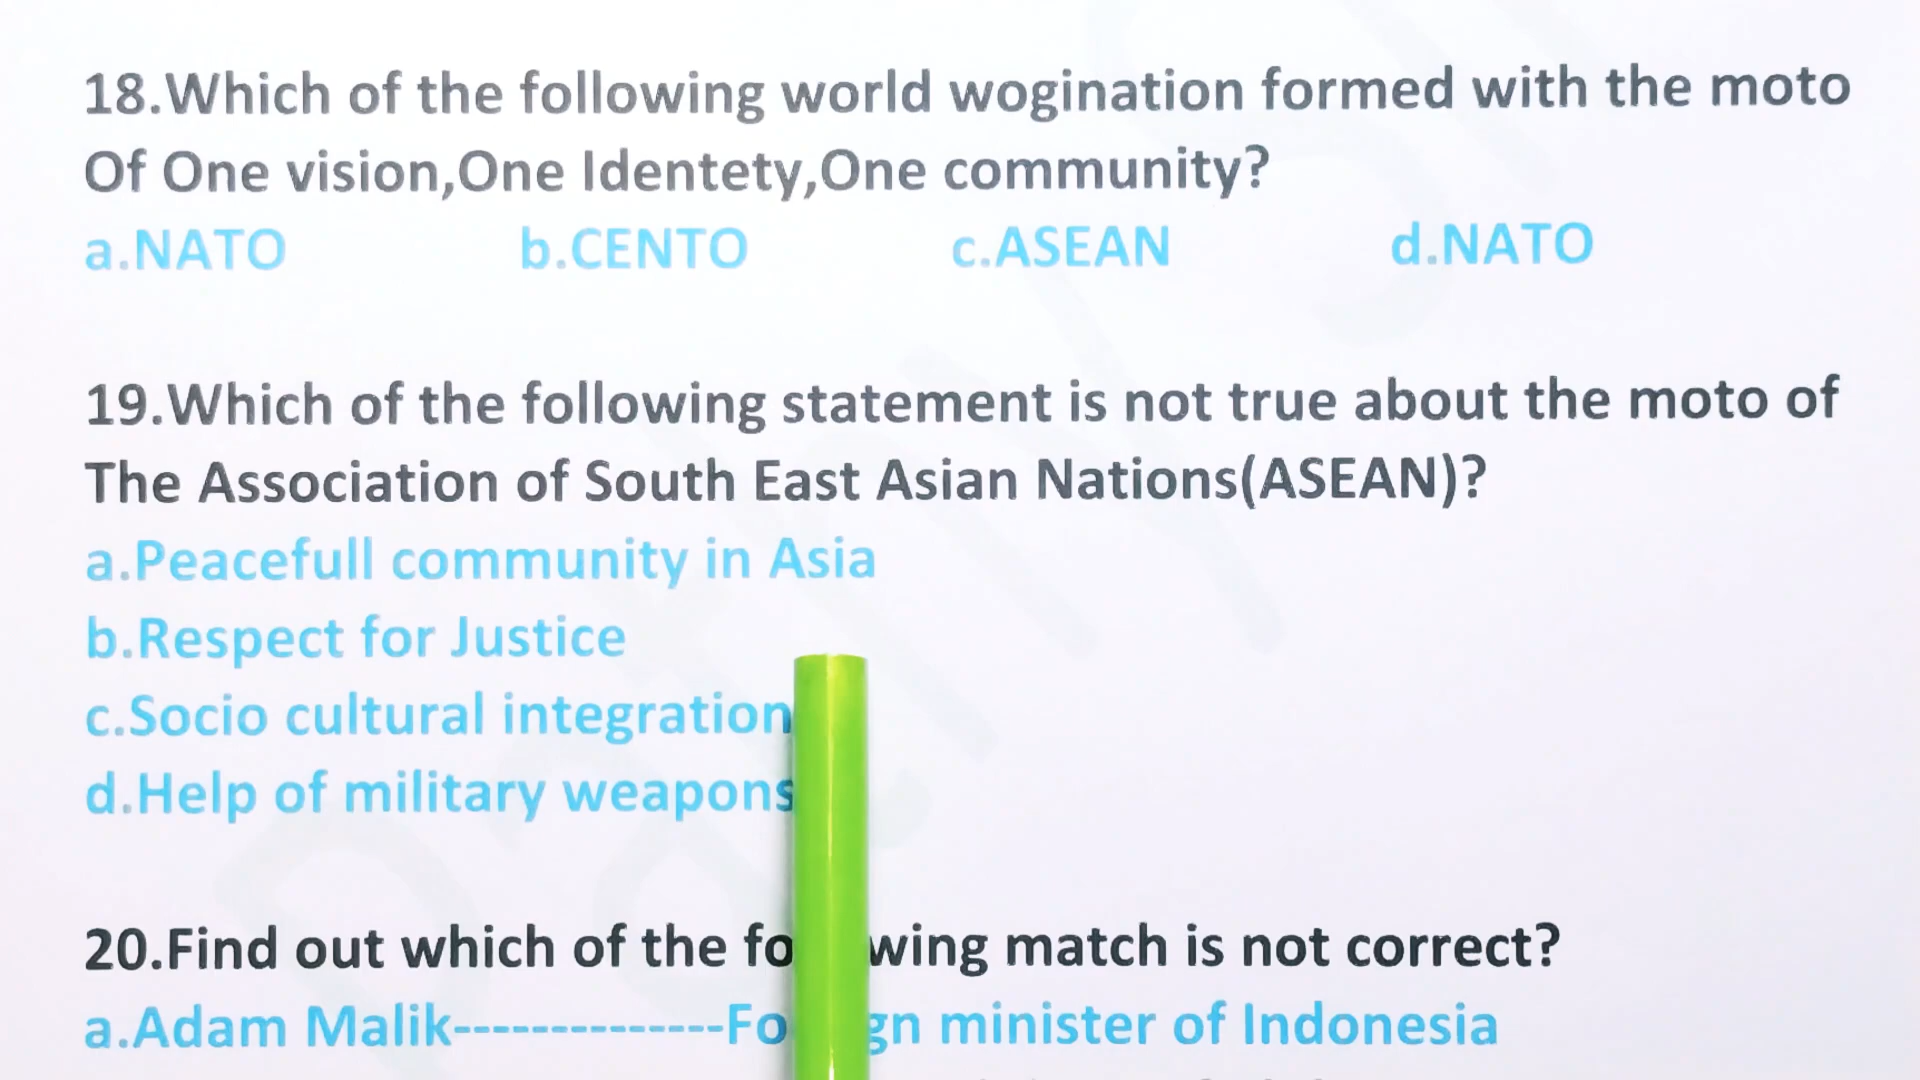 18.Which of the following world wogination formed with the moto
Of One vision,One Identety,One community?
a.NATO b.CENTO c.ASEAN d.NATO
19.Which of the following statement is not true about the moto of
The Association of South East Asian Nations(ASEAN)?
a.Peacefull community in Asia
b.Respect for Justice
c.Socio cultural integration
d.Help of military weapons
20.Find out which of the fo wing match is not correct?
a.Adam Malik--------------Fo gn minister of Indonesia